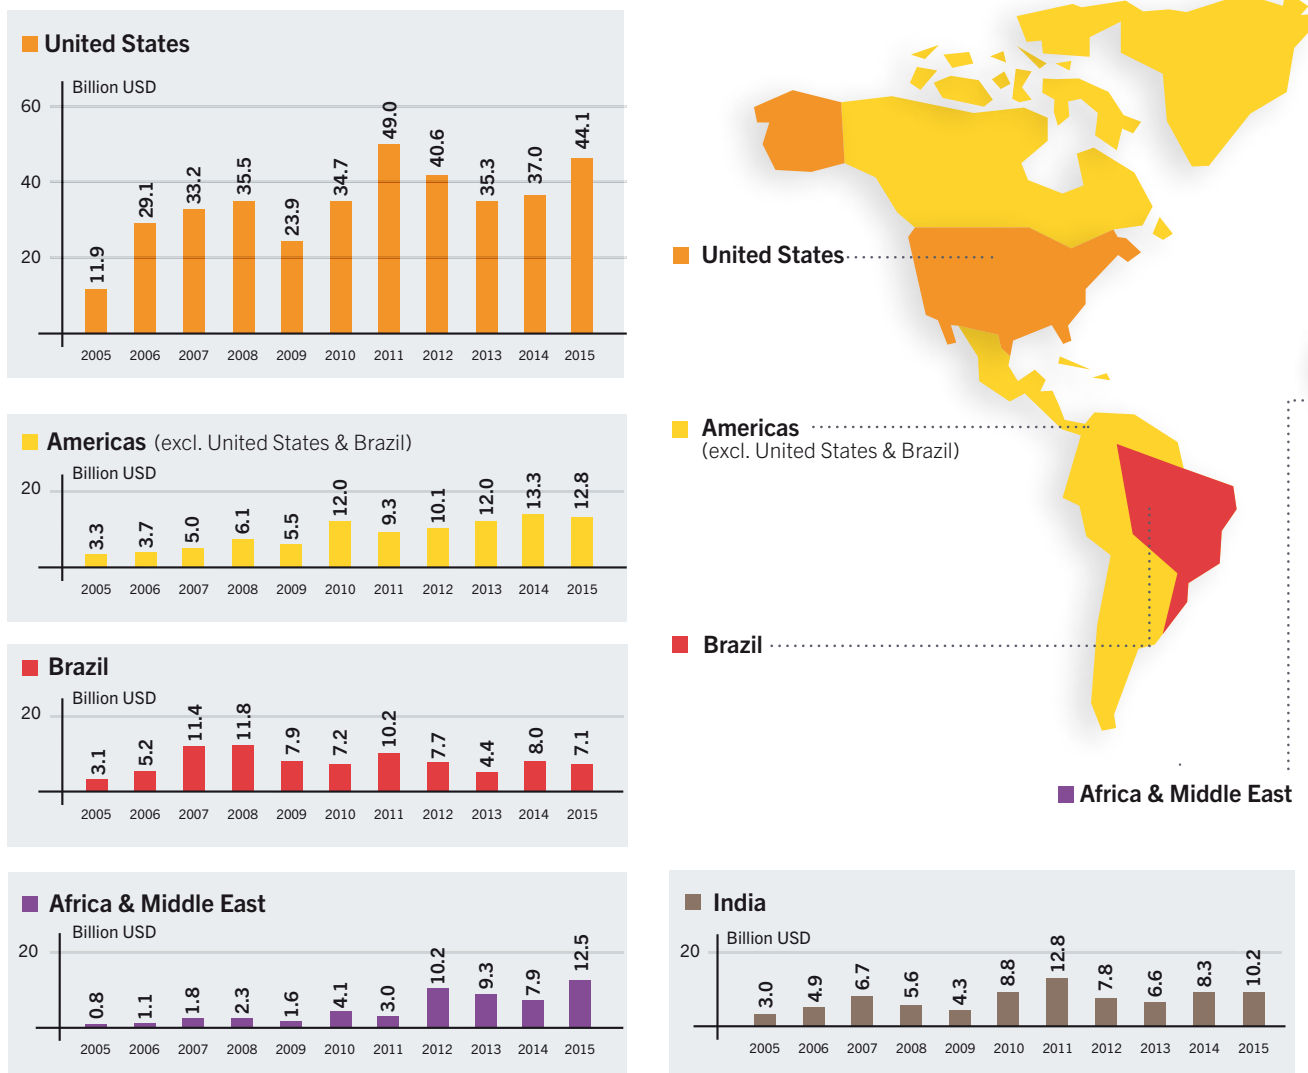 United States
Billion USD
60
40
20
11.9 29.1 33.2 35.5 23.9 34.7 49.0 40.6 35.3 37.0 44.1
2005 2006 2007 2008 2009 2010 2011 2012 2013 2014 2015
Americas (excl. United States & Brazil)
Billion USD
20
3.3 3.7 5.0 6.1 5.5 12.0 9.3 10.1 12.0 13.3 12.8
2005 2006 2007 2008 2009 2010 2011 2012 2013 2014 2015
Brazil
Billion USD
20
3.1 5.2 11.4 11.8 7.9 7.2 10.2 7.7 4.4 8.0 7.1
2005 2006 2007 2008 2009 2010 2011 2012 2013 2014 2015
Africa & Middle East
Billion USD
20
0.8 1.1 1.8 2.3 1.6 4.1 3.0 10.2 9.3 7.9 12.5
2005 2006 2007 2008 2009 2010 2011 2012 2013 2014 2015
United States
Americas
(excl. United States & Brazil)
Brazil
Africa & Middle East
India
Billion USD
20
3.0 4.9 6.7 5.6 4.3 8.8 12.8 7.8 6.6 8.3 10.2
2005 2006 2007 2008 2009 2010 2011 2012 2013 2014 2015